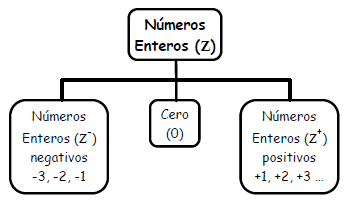 Números
Enteros (Z)
Números
Enteros (Z⁻)
negativos
-3, -2, -1
Cero
(0)
Números
Enteros (Z⁺)
positivos
+1, +2, +3 ...